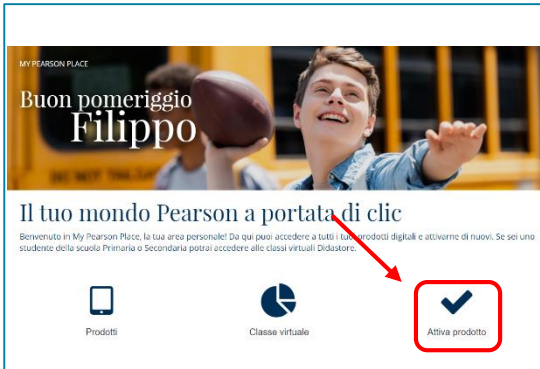 MY PEARSON PLACE
Buon pomeriggio
Filippo
Il tuo mondo Pearson a portata di clic
Benvenuto in My Pearson Place, la tua area personale! Da qui puoi accedere a tutti i tuoi prodotti digitali e attivarne di nuovi. Se sei uno
studente della scuola Primaria o Secondaria potrai accedere alle classi virtuali Didastore.
Prodotti
Classe virtuale
Attiva prodotto